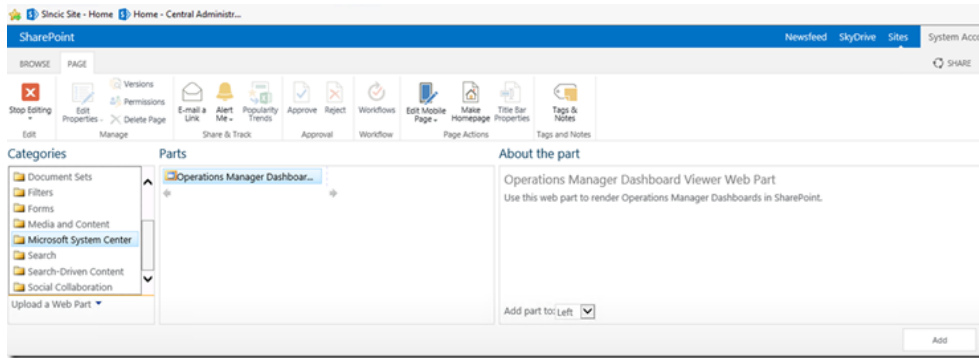 SIncic Site - Home Home - Central Administr...
SharePoint Newsfeed SkyDrive Sites System Acco
BROWSE PAGE SHARE
Stop Editing Edit Properties Versions Permissions Delete Page E-mail a Link Alert Me Popularity Trends Approve Reject Workflows Edit Mobile Page Make Homepage Title Bar Properties Tags & Notes
Edit Manage Share & Track Approval Workflow Page Actions Tags and Notes
Categories Parts About the part
Document Sets
Filters
Forms
Media and Content
Microsoft System Center
Search
Search-Driven Content
Social Collaboration
Upload a Web Part
Operations Manager Dashboar...
Operations Manager Dashboard Viewer Web Part
Use this web part to render Operations Manager Dashboards in SharePoint.
Add part to: Left
Add